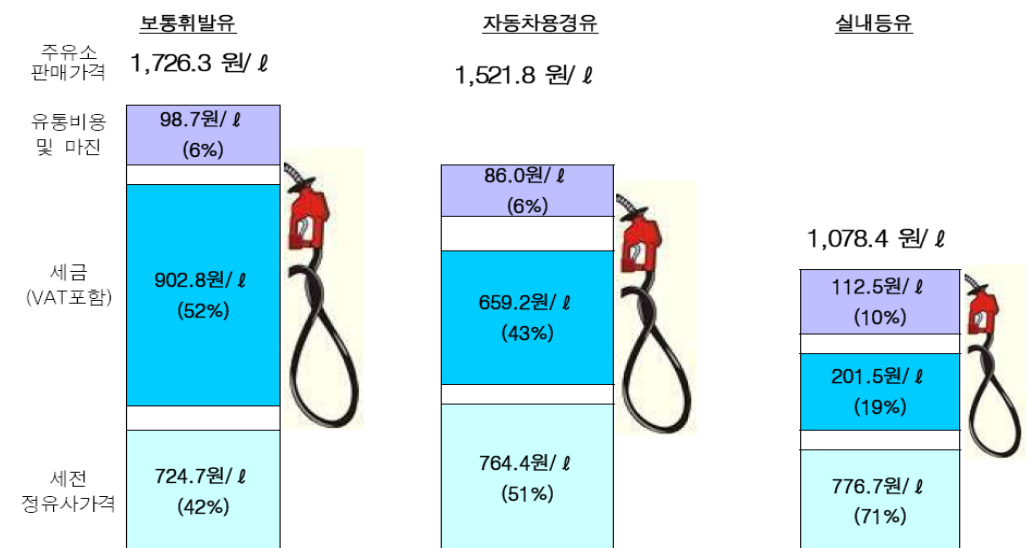 보통휘발유
자동차용경유
실내등유
주유소
판매가격
1,726.3 원/ℓ
1,521.8 원/ℓ
1,078.4 원/ℓ
유통비용
및 마진
98.7원/ℓ
(6%)
86.0원/ℓ
(6%)
112.5원/ℓ
(10%)
세금
(VAT포함)
902.8원/ℓ
(52%)
659.2원/ℓ
(43%)
201.5원/ℓ
(19%)
세전
정유사가격
724.7원/ℓ
(42%)
764.4원/ℓ
(51%)
776.7원/ℓ
(71%)